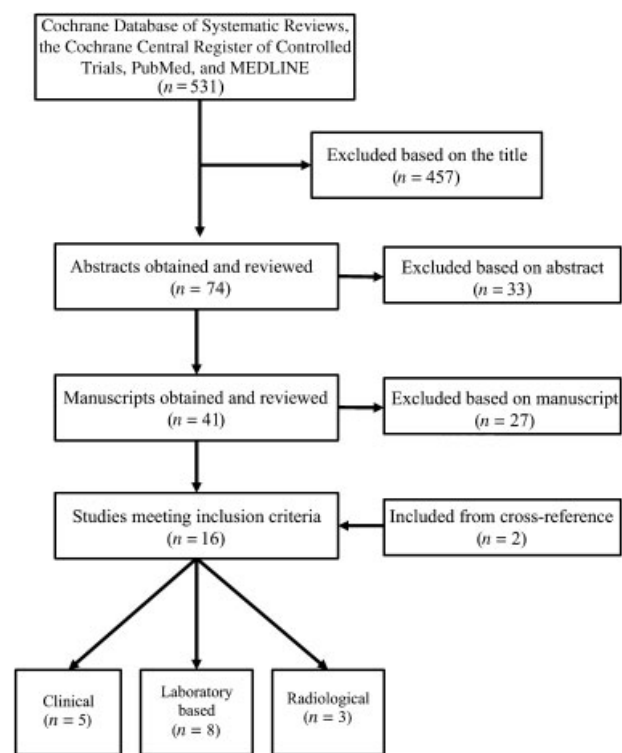 Cochrane Database of Systematic Reviews,
the Cochrane Central Register of Controlled
Trials, PubMed, and MEDLINE
(n = 531)
Excluded based on the title
(n = 457)
Abstracts obtained and reviewed
(n = 74)
Excluded based on abstract
(n = 33)
Manuscripts obtained and reviewed
(n = 41)
Excluded based on manuscript
(n = 27)
Studies meeting inclusion criteria
(n = 16)
Included from cross-reference
(n = 2)
Clinical
(n = 5)
Laboratory
based
(n = 8)
Radiological
(n = 3)